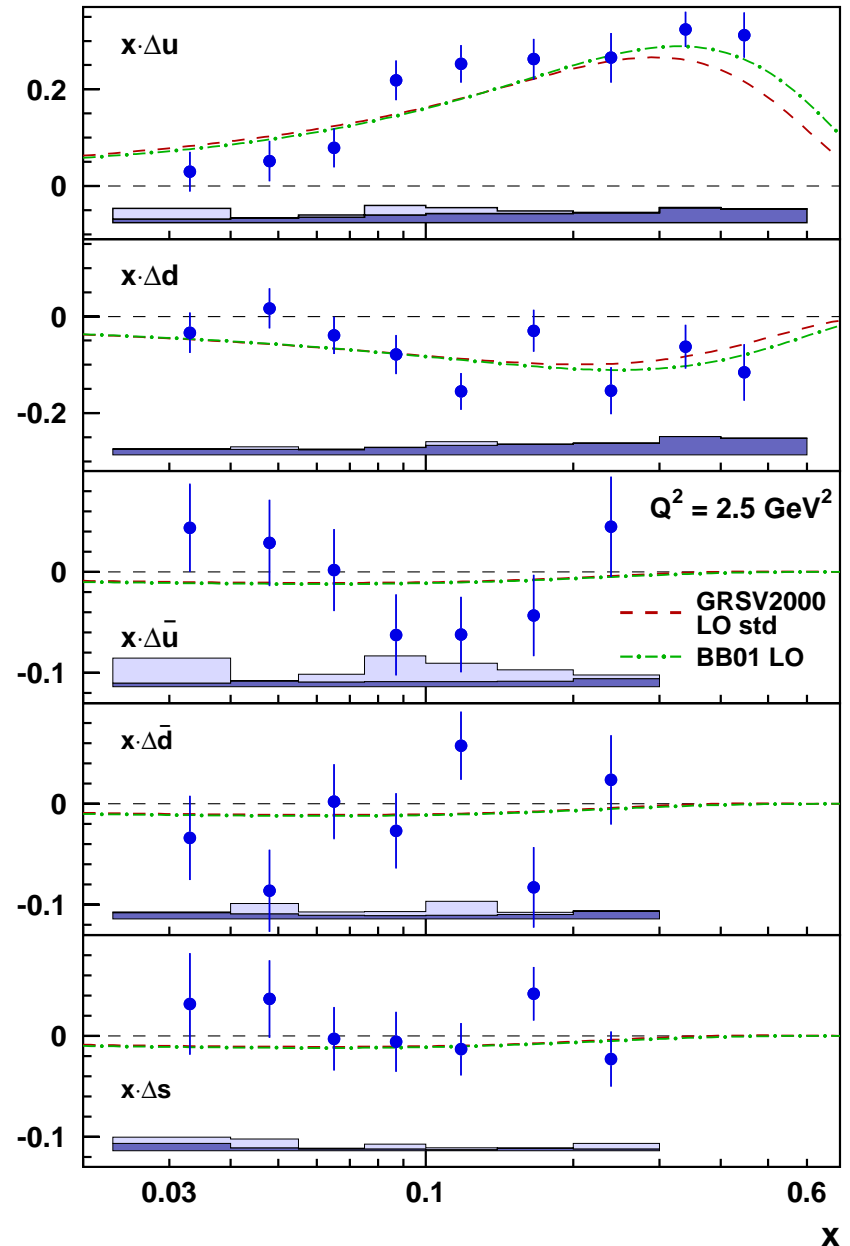 x·Δu
0.2
0
x·Δd
0
-0.2
Q² = 2.5 GeV²
0
GRSV2000
LO std
x·Δū
BB01 LO
-0.1
x·Δd̄
0
-0.1
0
x·Δs
-0.1
0.03 0.1 0.6
x